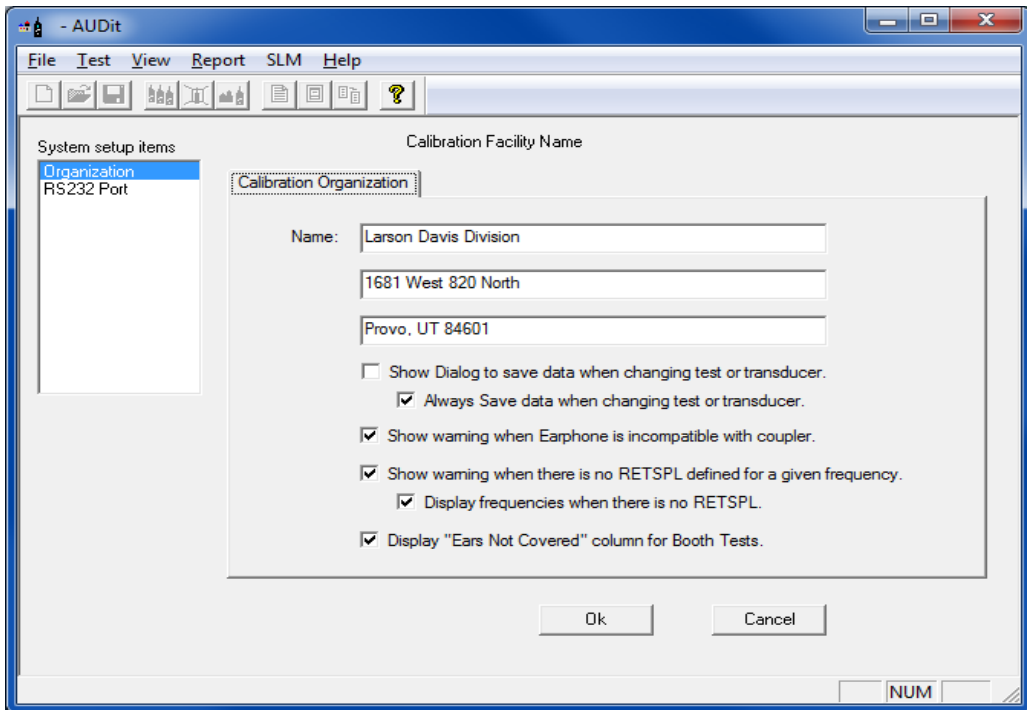 - AUDit
File Test View Report SLM Help
System setup items
Organization
RS232 Port
Calibration Facility Name
Calibration Organization
Name: Larson Davis Division
1681 West 820 North
Provo, UT 84601
Show Dialog to save data when changing test or transducer.
Always Save data when changing test or transducer.
Show warning when Earphone is incompatible with coupler.
Show warning when there is no RETSPL defined for a given frequency.
Display frequencies when there is no RETSPL.
Display "Ears Not Covered" column for Booth Tests.
Ok Cancel
NUM